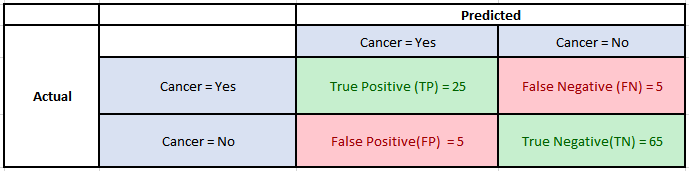 Predicted
Cancer = Yes
Cancer = No
Actual
Cancer = Yes
True Positive (TP) = 25
False Negative (FN) = 5
Cancer = No
False Positive(FP)  = 5
True Negative(TN) = 65